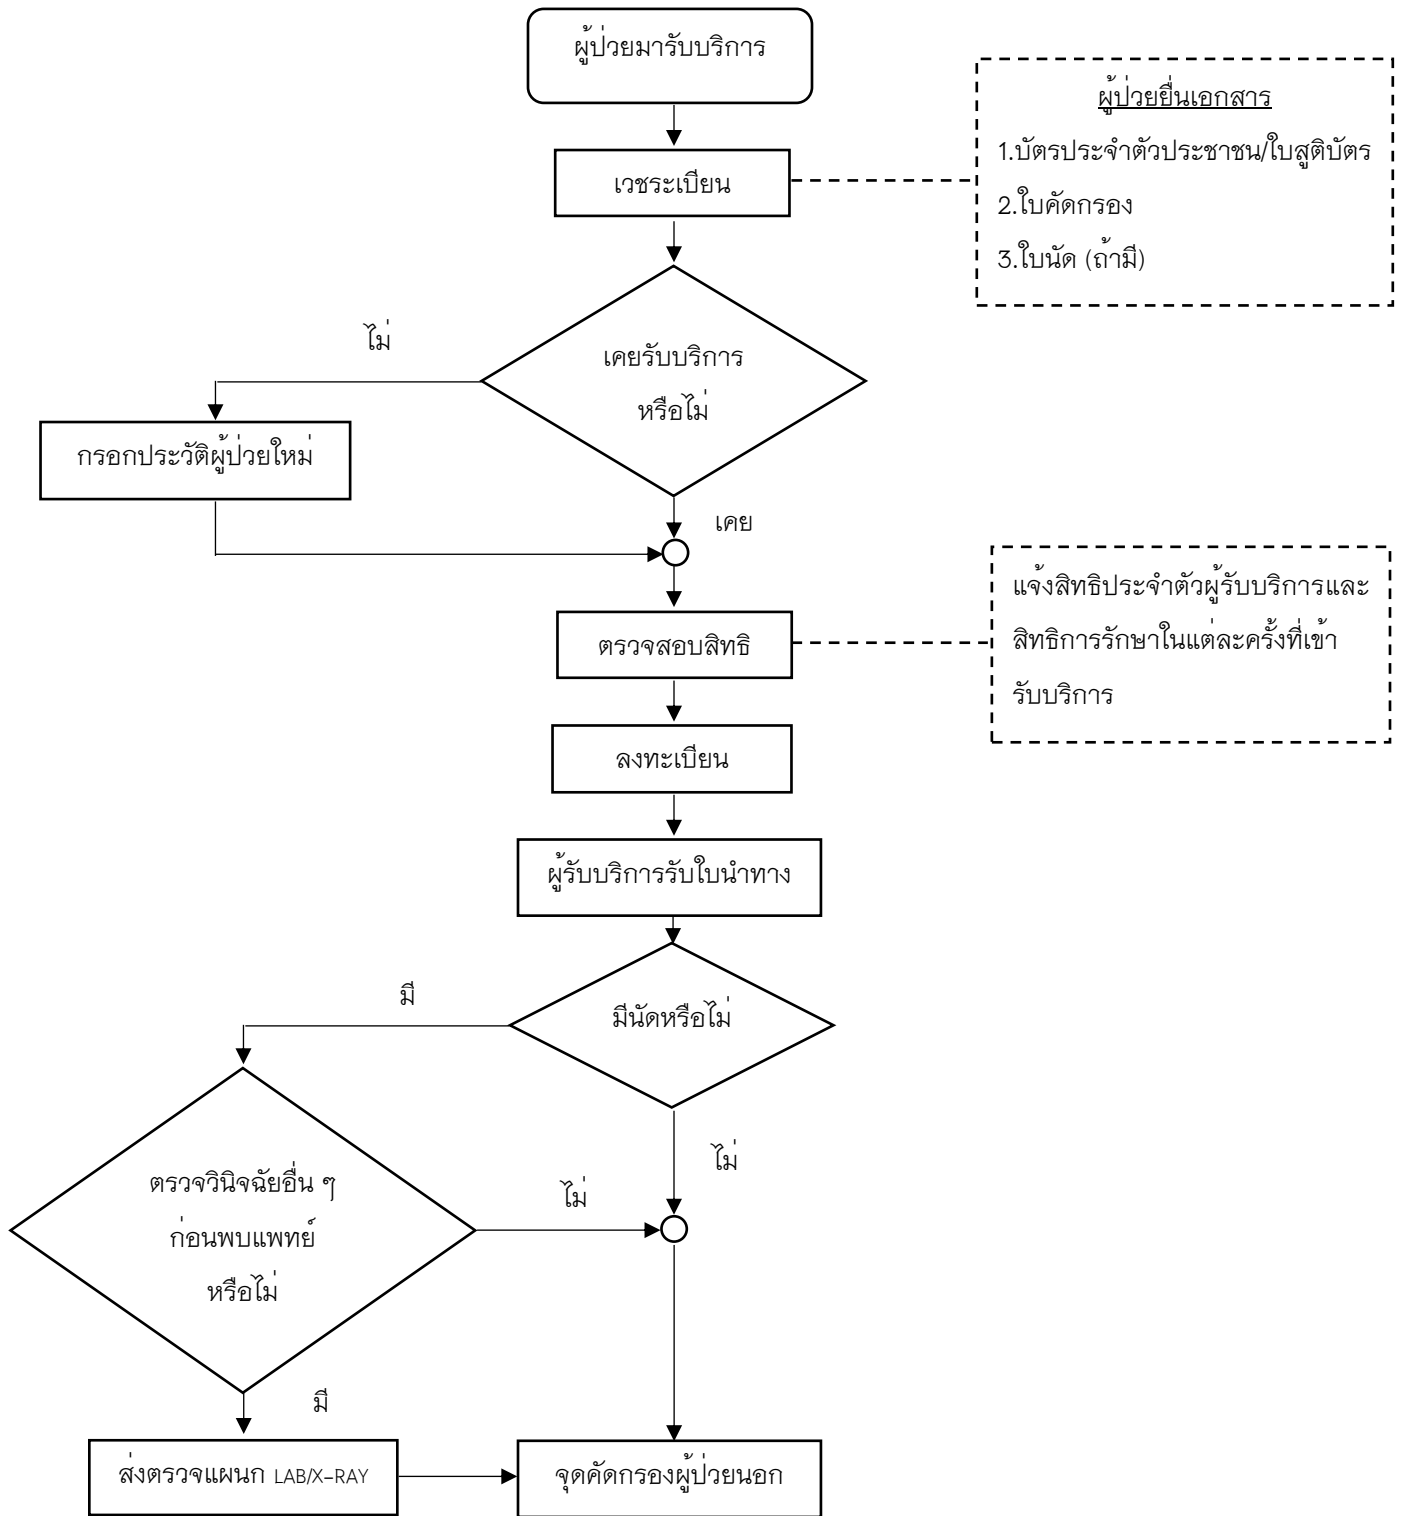 ผู้ป่วยมารับบริการ
ผู้ป่วยยื่นเอกสาร
1.บัตรประจำตัวประชาชน/ใบสูติบัตร
2.ใบคัดกรอง
3.ใบนัด (ถ้ามี)
เวชระเบียน
ไม่
เคยรับบริการ
หรือไม่
กรอกประวัติผู้ป่วยใหม่
เคย
แจ้งสิทธิประจำตัวผู้รับบริการและ
สิทธิการรักษาในแต่ละครั้งที่เข้า
รับบริการ
ตรวจสอบสิทธิ
ลงทะเบียน
ผู้รับบริการรับใบนำทาง
มี
มีนัดหรือไม่
ไม่
ตรวจวินิจฉัยอื่น ๆ
ก่อนพบแพทย์
หรือไม่
ไม่
มี
ส่งตรวจแผนก LAB/X-RAY
จุดคัดกรองผู้ป่วยนอก